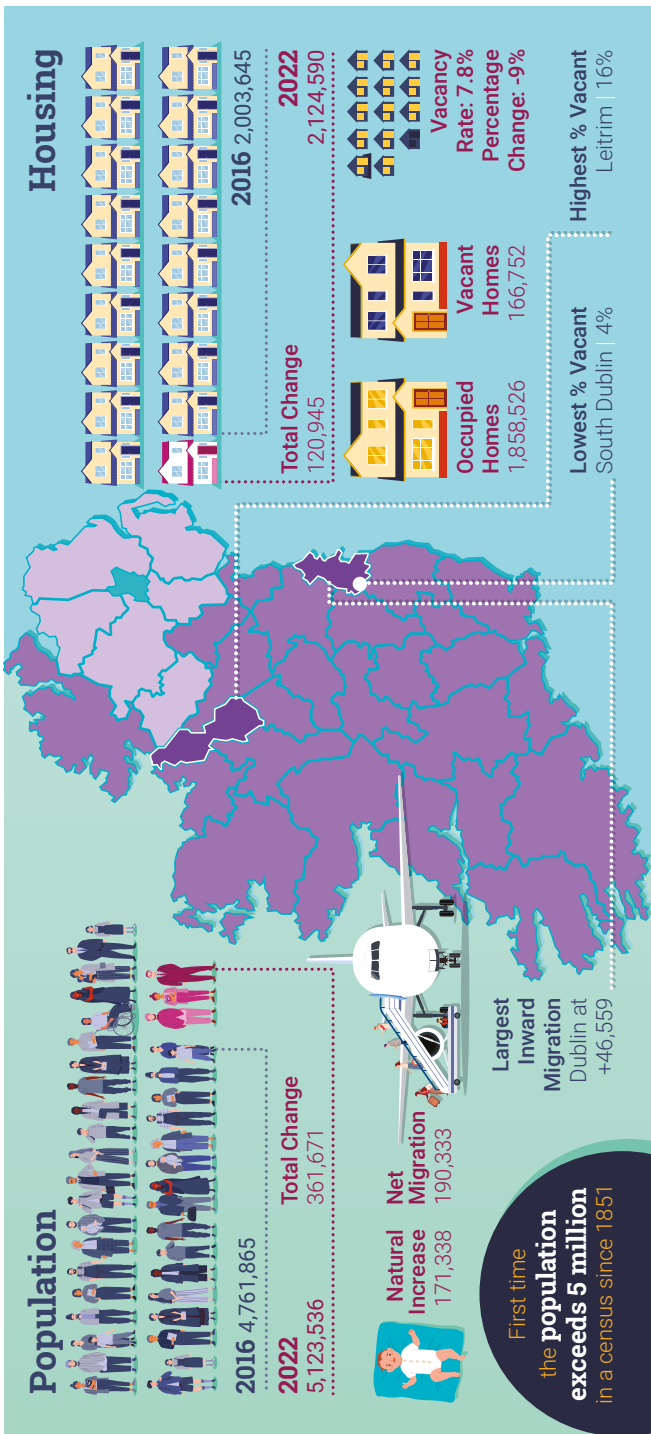 Population
2016 4,761,865
2022
5,123,536
Total Change
361,671
Natural
Increase
171,338
Net
Migration
190,333
First time
the population
exceeds 5 million
in a census since 1851
Largest
Inward
Migration
Dublin at
+46,559
Housing
2016 2,003,645
2022
2,124,590
Total Change
120,945
Occupied
Homes
1,858,526
Vacant
Homes
166,752
Vacancy
Rate: 7.8%
Percentage
Change: -9%
Lowest % Vacant
South Dublin | 4%
Highest % Vacant
Leitrim | 16%